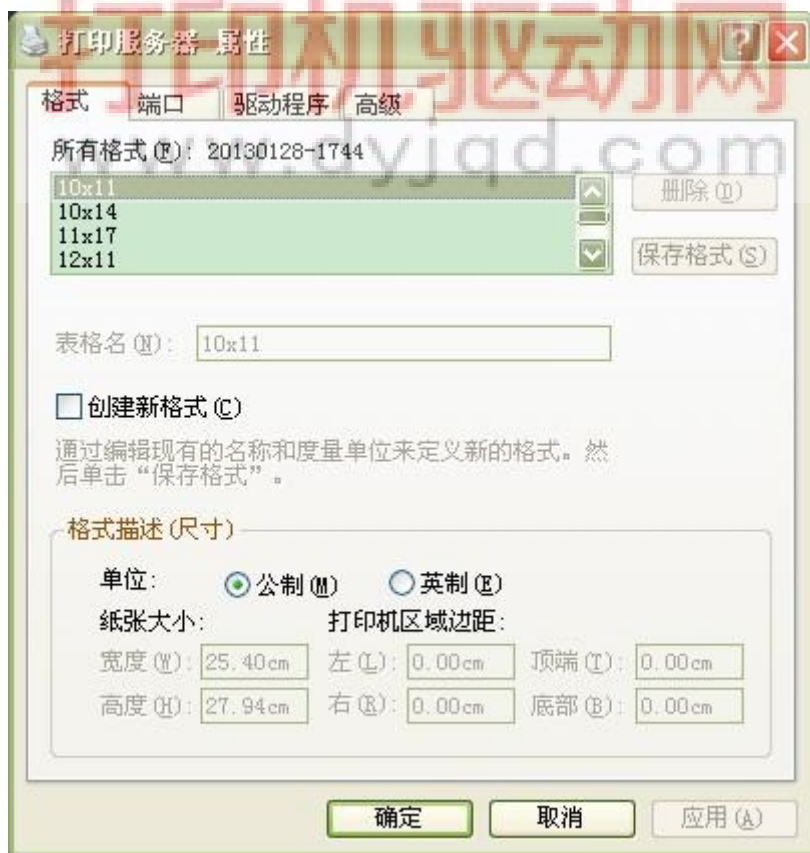 打印机驱动网
www.dyjqd.com
打印服务器 属性
格式 端口 驱动程序 高级
所有格式(F): 20130128-1744
10x11
10x14
11x17
12x11
删除(D)
保存格式(S)
表格名(N): 10x11
创建新格式(C)
通过编辑现有的名称和度量单位来定义新的格式。然
后单击“保存格式”。
格式描述(尺寸)
单位: 公制(M) 英制(E)
纸张大小: 打印机区域边距:
宽度(W): 25.40cm 左(L): 0.00cm 顶端(T): 0.00cm
高度(H): 27.94cm 右(R): 0.00cm 底部(B): 0.00cm
确定 取消 应用(A)